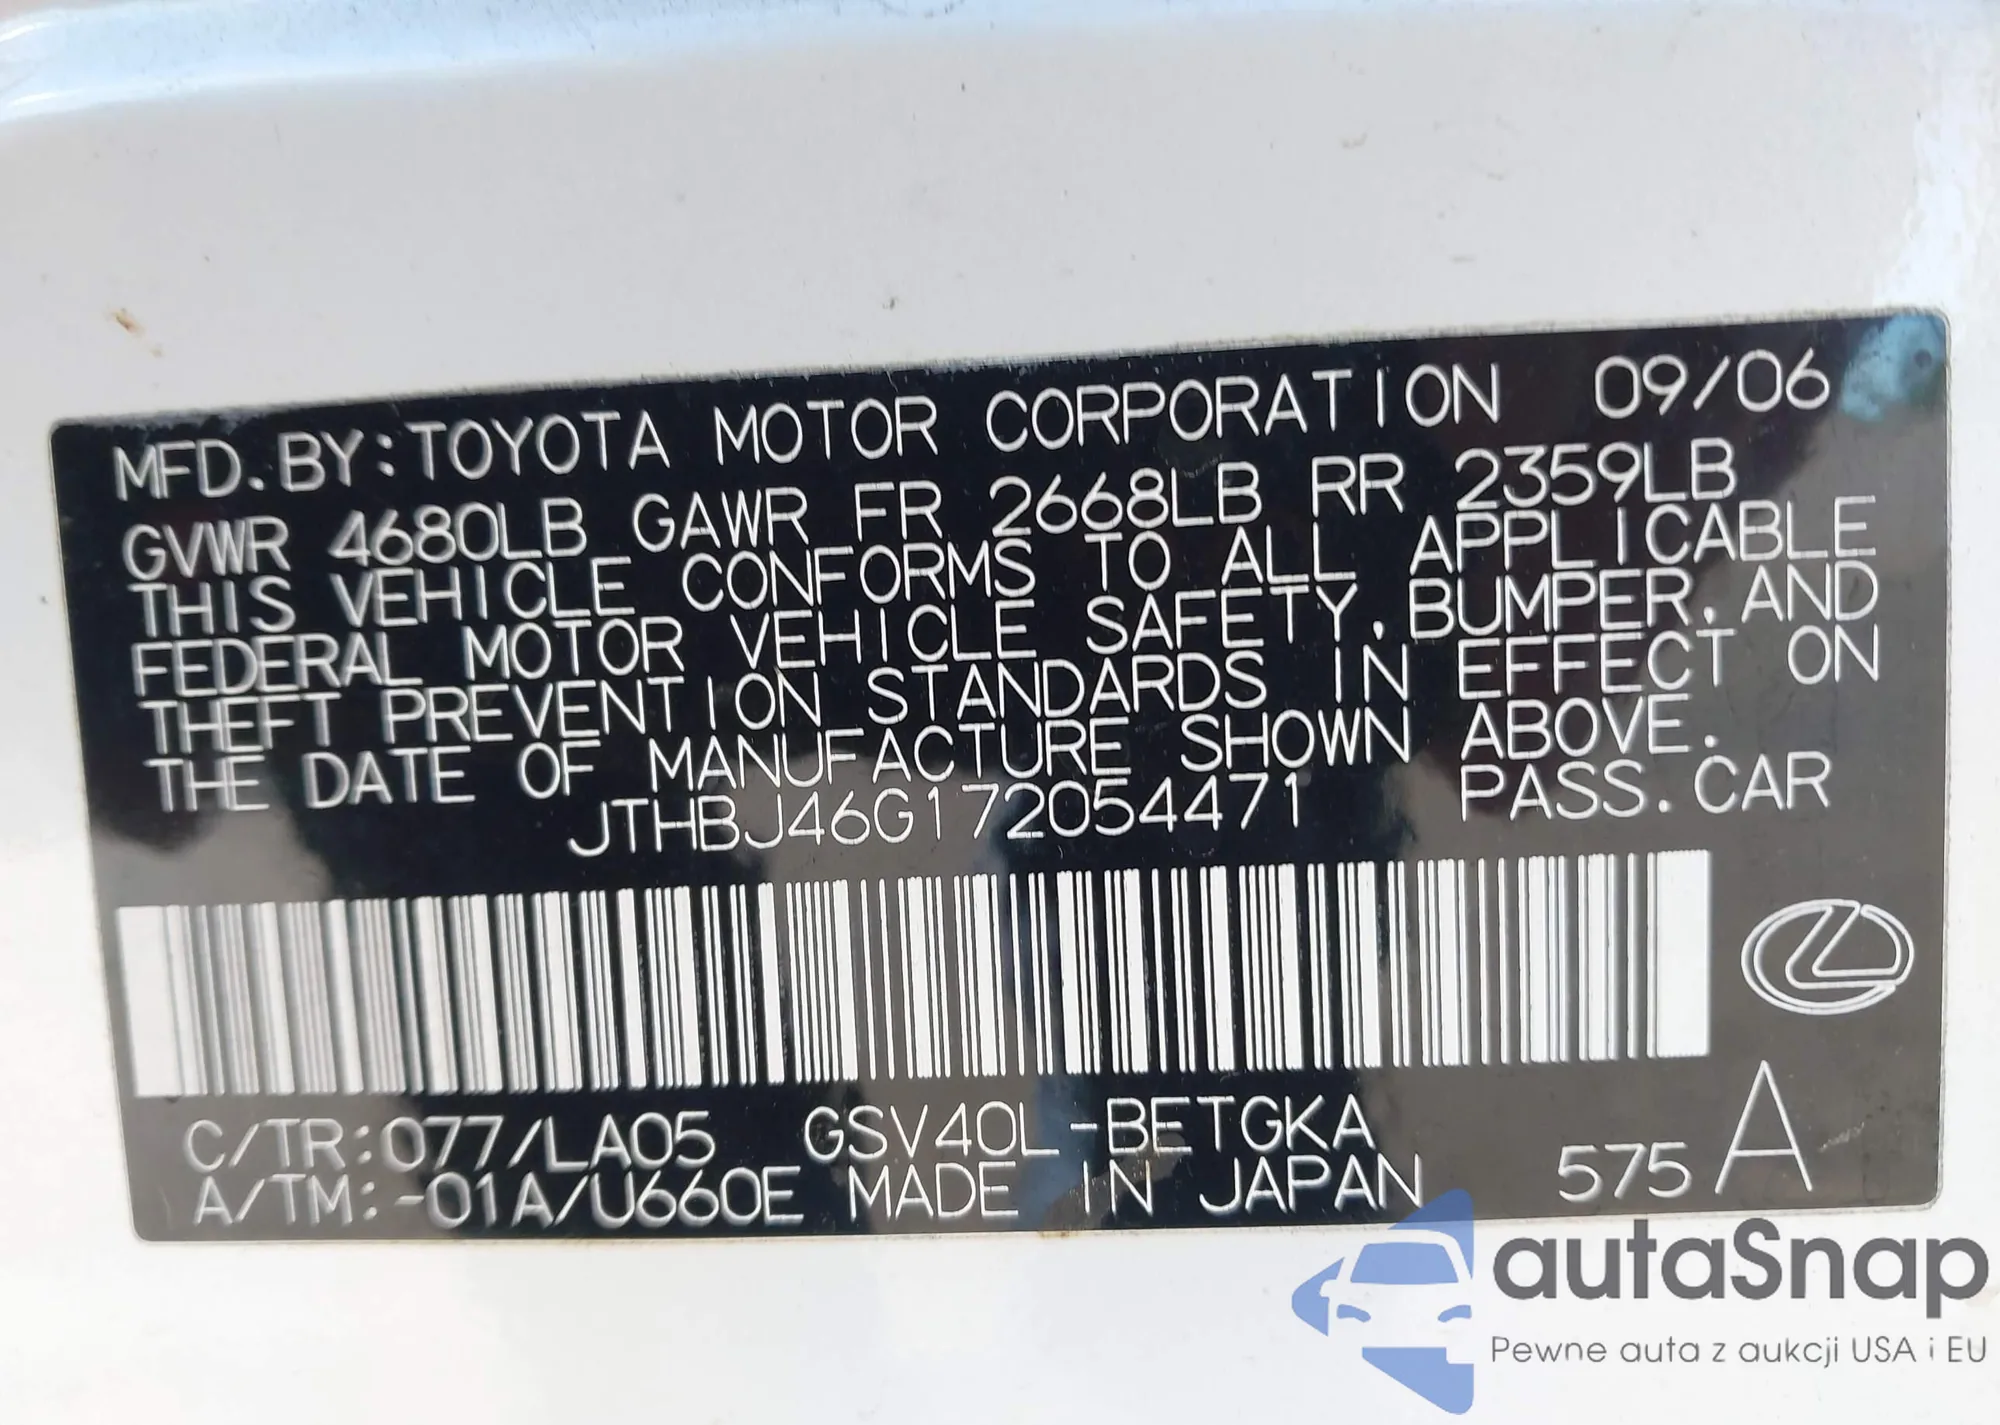 MFD. BY: TOYOTA MOTOR CORPORATION 09/06
GVWR 4680LB GAWR FR 2668LB RR 2359LB
THIS VEHICLE CONFORMS TO ALL APPLICABLE
FEDERAL MOTOR VEHICLE SAFETY, BUMPER, AND
THEFT PREVENTION STANDARDS IN EFFECT ON
THE DATE OF MANUFACTURE SHOWN ABOVE.
JTHBJ46G172054471 PASS. CAR
C/TR: 077/LA05 GSV40L-BETGKA
A/TM: -01A/U660E MADE IN JAPAN 575 A
autaSnap
Pewne auta z aukcji USA i EU